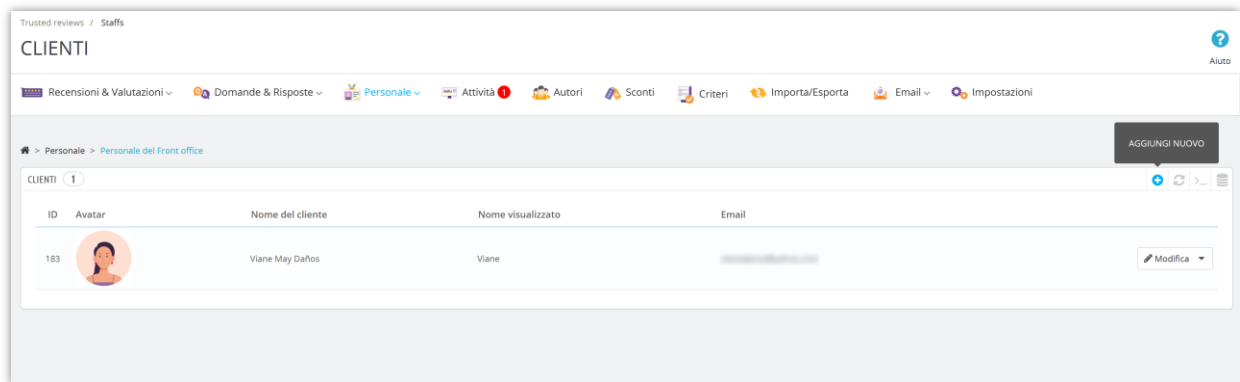 Trusted reviews / Staffs
CLIENTI
Aiuto
Recensioni & Valutazioni Domande & Risposte Personale Attività 1 Autori Sconti Criteri Importa/Esporta Email Impostazioni
AGGIUNGI NUOVO
> Personale > Personale del Front office
CLIENTI 1
ID Avatar Nome del cliente Nome visualizzato Email
183 Viane May Daños Viane Modifica